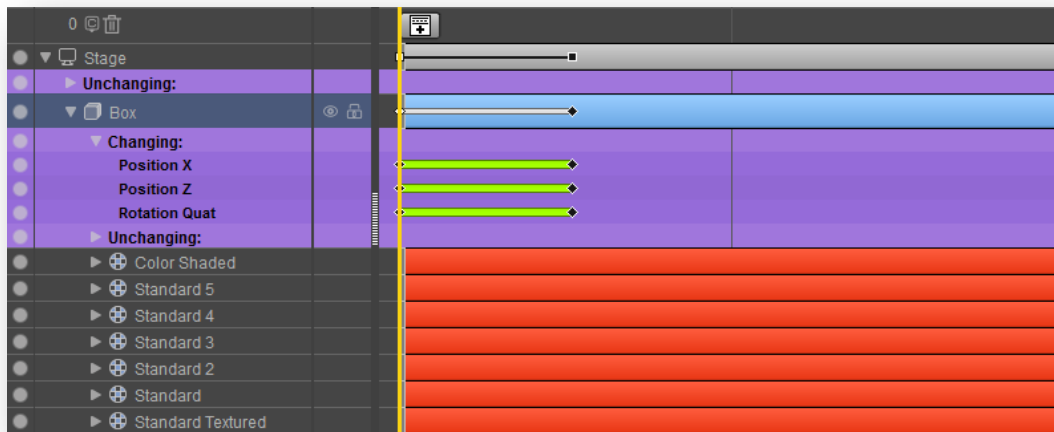 0
Stage
Unchanging:
Box
Changing:
Position X
Position Z
Rotation Quat
Unchanging:
Color Shaded
Standard 5
Standard 4
Standard 3
Standard 2
Standard
Standard Textured